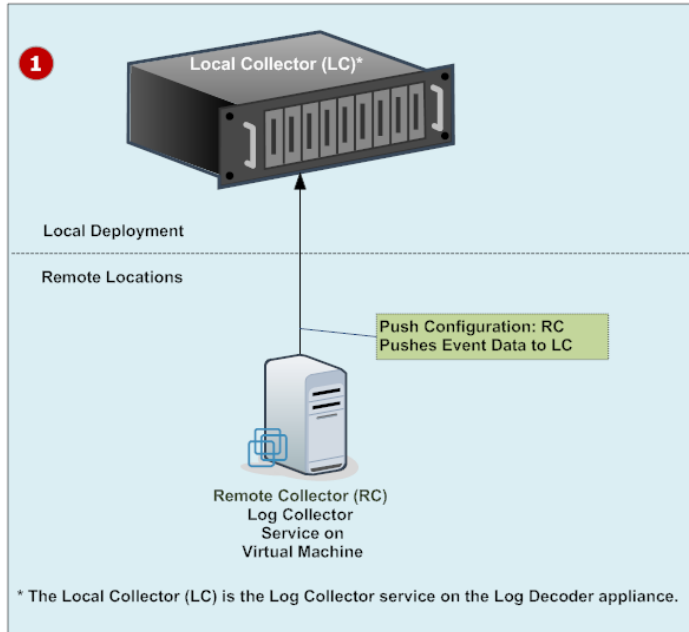 1
Local Collector (LC)*
Local Deployment
Remote Locations
Push Configuration: RC
Pushes Event Data to LC
Remote Collector (RC)
Log Collector
Service on
Virtual Machine
* The Local Collector (LC) is the Log Collector service on the Log Decoder appliance.